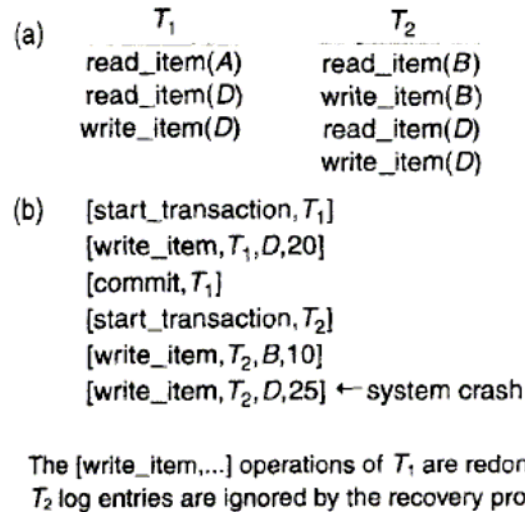 (a) T1 T2
read_item(A) read_item(B)
read_item(D) write_item(B)
write_item(D) read_item(D)
write_item(D)
(b) [start_transaction, T1]
[write_item, T1, D,20]
[commit, T1]
[start_transaction, T2]
[write_item, T2, B,10]
[write_item, T2, D,25] ← system crash
The [write_item,...] operations of T1 are redon
T2 log entries are ignored by the recovery pro